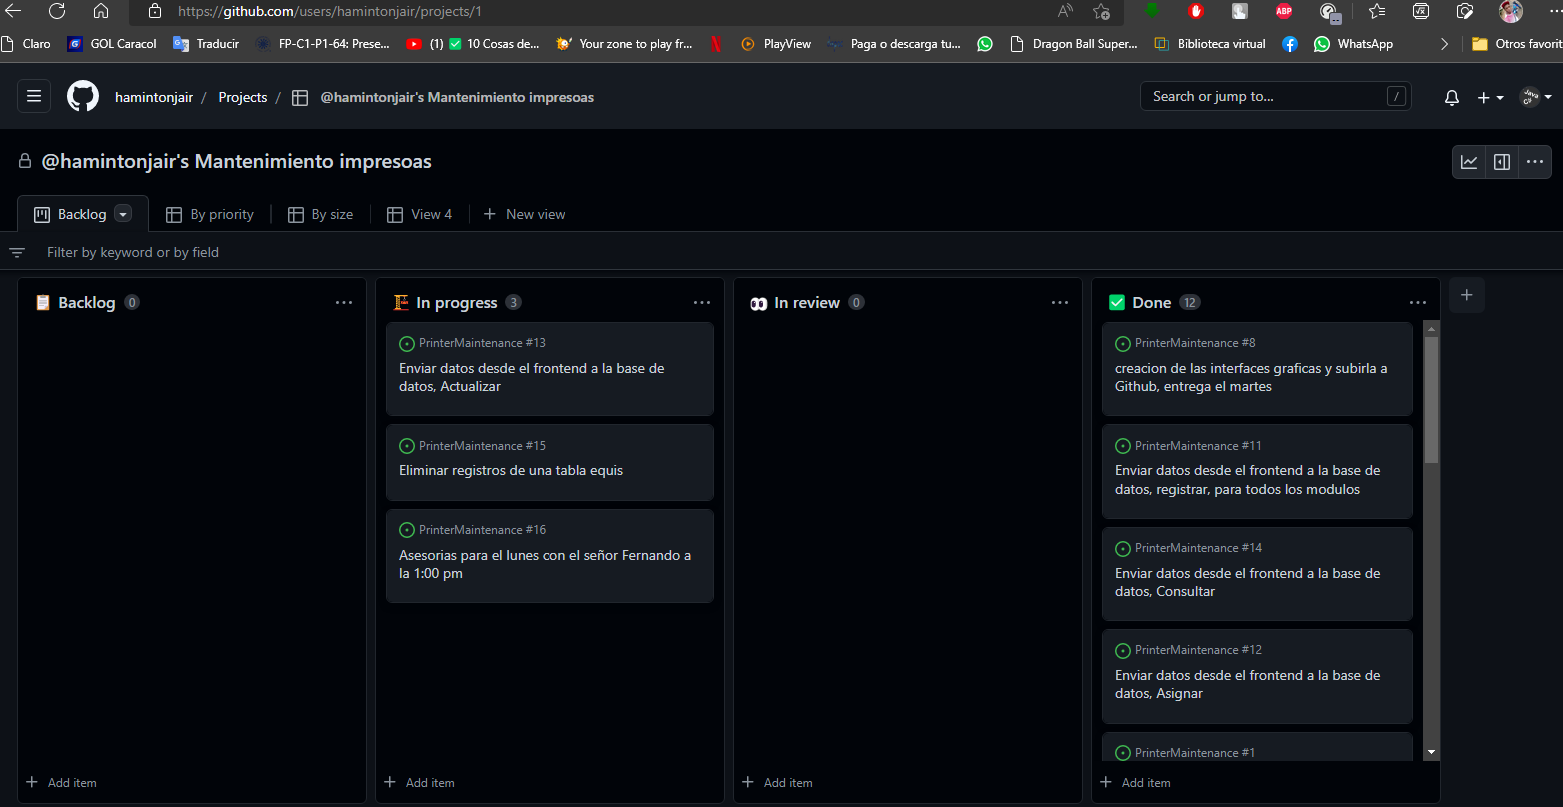 https://github.com/users/hamintonjair/projects/1
Claro
GOL Caracol
Traducir
FP-C1-P1-64: Prese...
(1) ✅ 10 Cosas de...
Your zone to play fr...
PlayView
Paga o descarga tu...
Dragon Ball Super...
Biblioteca virtual
WhatsApp
Otros favorit
hamintonjair / Projects / @hamintonjair's Mantenimiento impresoas
Search or jump to... /
@hamintonjair's Mantenimiento impresoas
Backlog
By priority
By size
View 4
New view
Filter by keyword or by field
Backlog 0
Add item
In progress 3
PrinterMaintenance #13
Enviar datos desde el frontend a la base de
datos, Actualizar
PrinterMaintenance #15
Eliminar registros de una tabla equis
PrinterMaintenance #16
Asesorias para el lunes con el señor Fernando a
la 1:00 pm
Add item
In review 0
Add item
Done 12
PrinterMaintenance #8
creacion de las interfaces graficas y subirla a
Github, entrega el martes
PrinterMaintenance #11
Enviar datos desde el frontend a la base de
datos, registrar, para todos los modulos
PrinterMaintenance #14
Enviar datos desde el frontend a la base de
datos, Consultar
PrinterMaintenance #12
Enviar datos desde el frontend a la base de
datos, Asignar
PrinterMaintenance #1
Add item